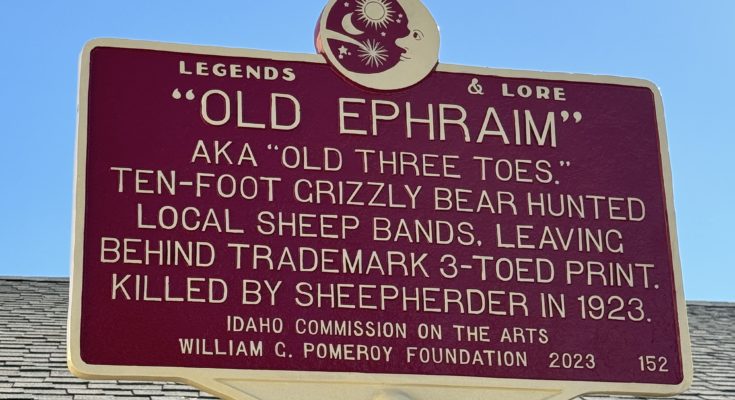 LEGENDS & LORE
"OLD EPHRAIM"
AKA "OLD THREE TOES."
TEN-FOOT GRIZZLY BEAR HUNTED
LOCAL SHEEP BANDS, LEAVING
BEHIND TRADEMARK 3-TOED PRINT.
KILLED BY SHEEPHERDER IN 1923.
IDAHO COMMISSION ON THE ARTS
WILLIAM G. POMEROY FOUNDATION 2023 152